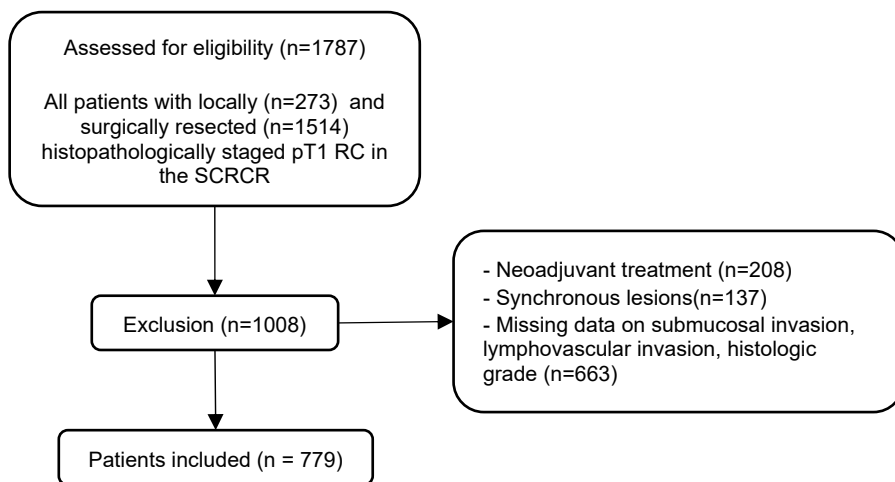 Assessed for eligibility (n=1787)
All patients with locally (n=273)  and
surgically resected (n=1514)
histopathologically staged pT1 RC in
the SCRCR
Exclusion (n=1008)
- Neoadjuvant treatment (n=208)
- Synchronous lesions(n=137)
- Missing data on submucosal invasion,
lymphovascular invasion, histologic
grade (n=663)
Patients included (n = 779)